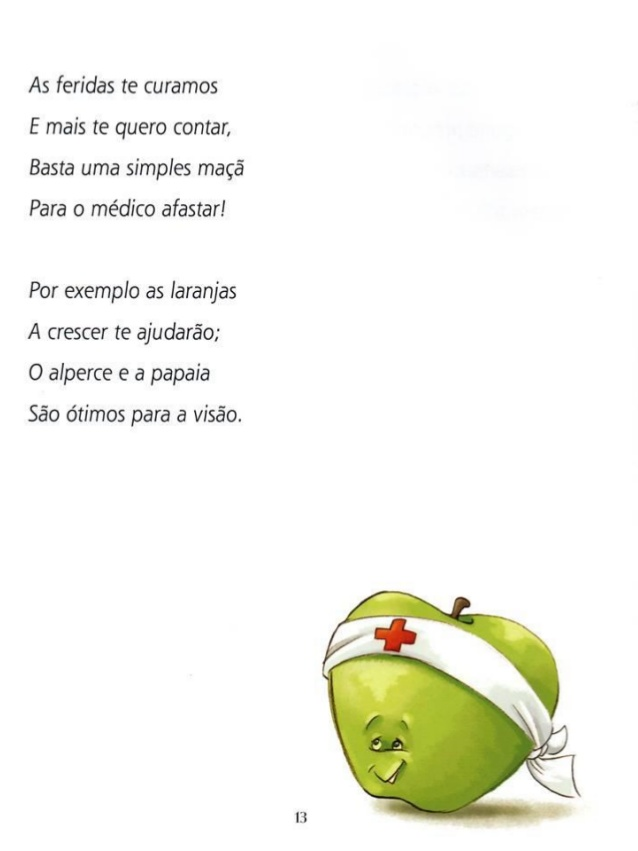 As feridas te curamos
E mais te quero contar,
Basta uma simples maçã
Para o médico afastar!
Por exemplo as laranjas
A crescer te ajudarão;
O alperce e a papaia
São ótimos para a visão.
13